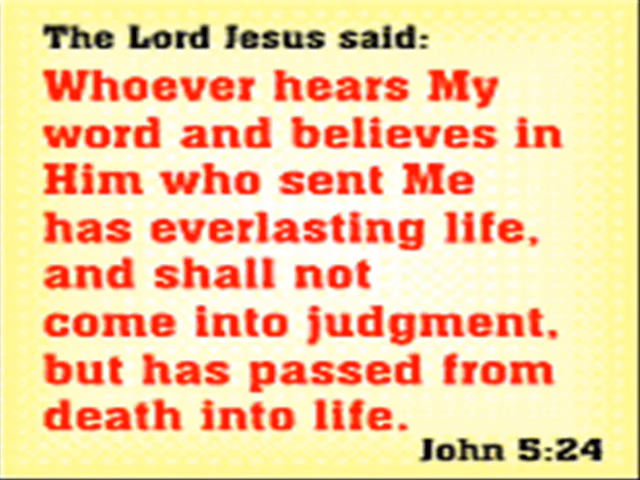 The Lord Jesus said:
Whoever hears My
word and believes in
Him who sent Me
has everlasting life,
and shall not
come into judgment,
but has passed from
death into life.
John 5:24